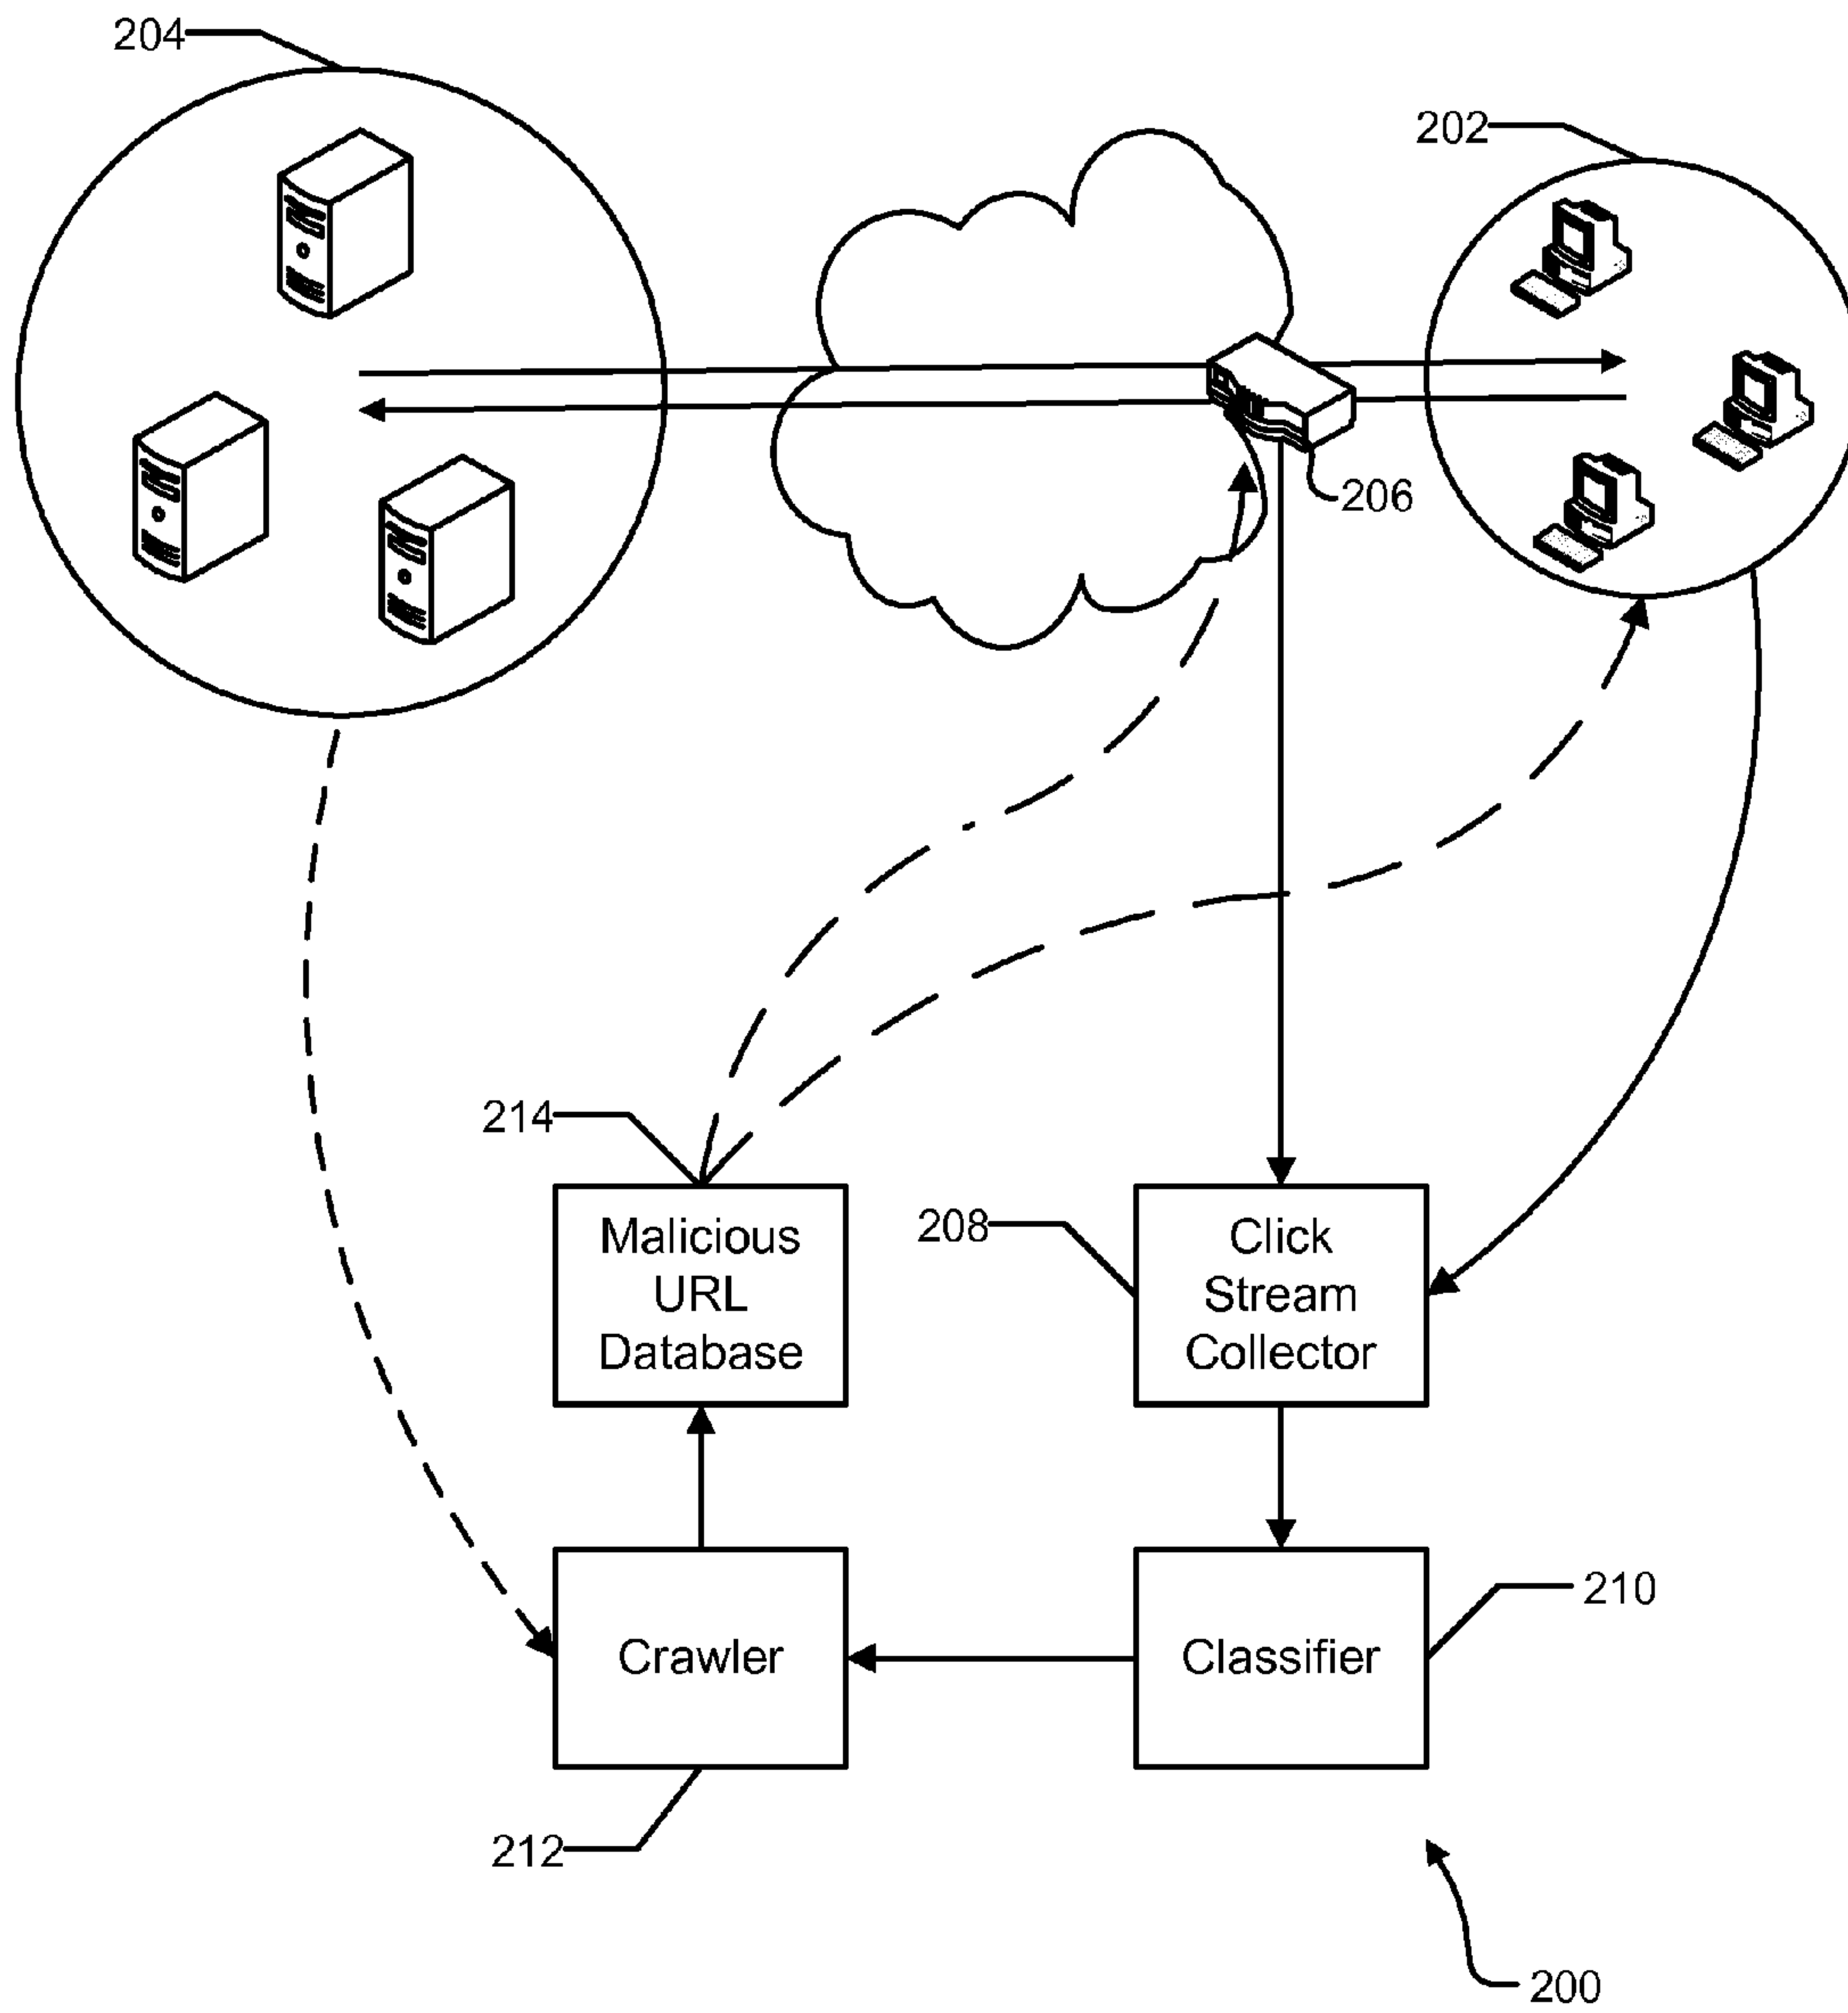 204
202
206
214
Malicious
URL
Database
208
Click
Stream
Collector
Crawler
Classifier
210
212
200